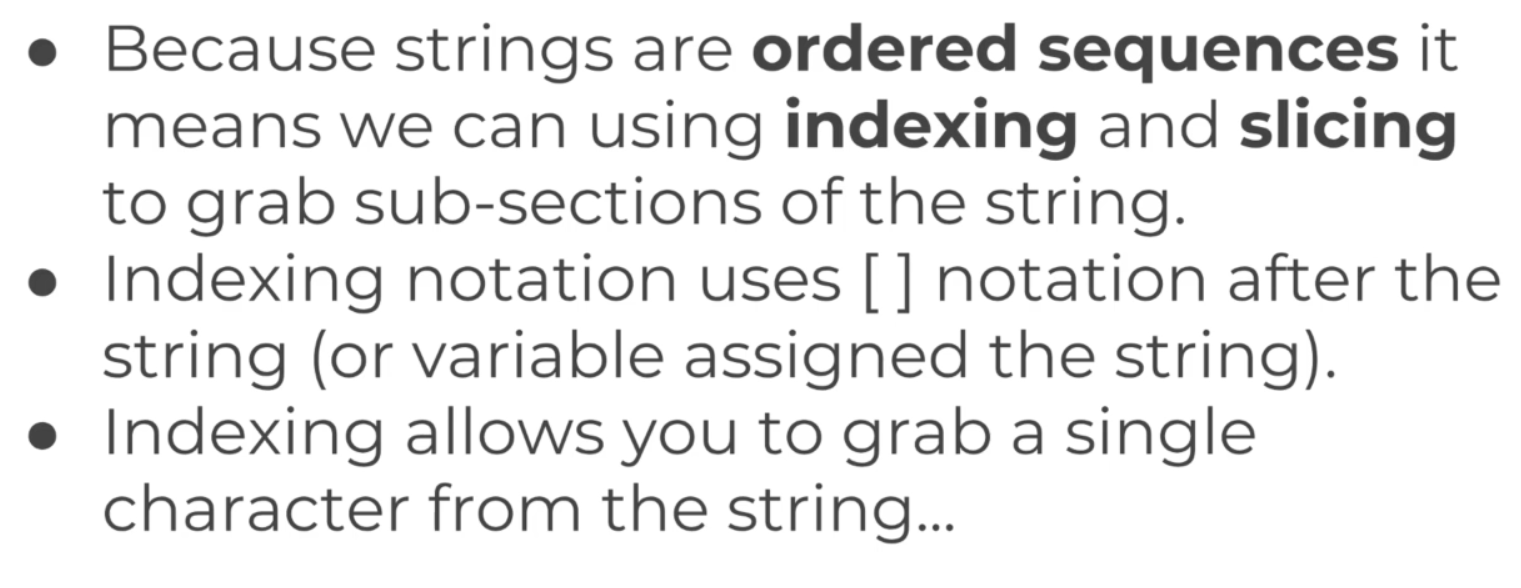 ● Because strings are ordered sequences it
means we can using indexing and slicing
to grab sub-sections of the string.
● Indexing notation uses [ ] notation after the
string (or variable assigned the string).
● Indexing allows you to grab a single
character from the string...